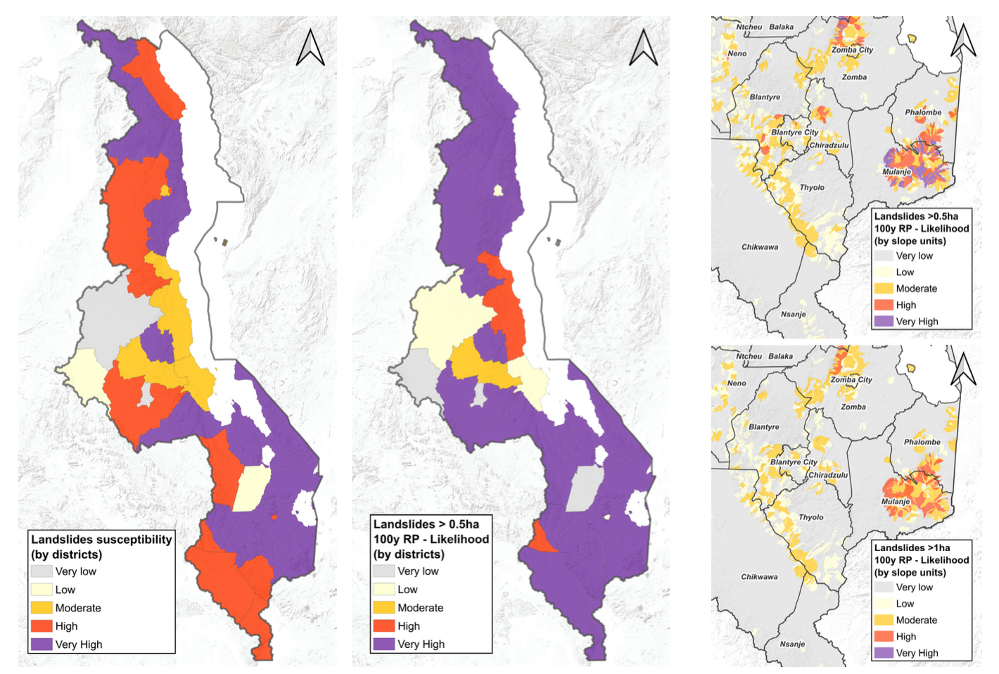 Landslides susceptibility
(by districts)
Very low
Low
Moderate
High
Very High
Landslides > 0.5ha
100y RP - Likelihood
(by districts)
Very low
Low
Moderate
High
Very High
Ntcheu Balaka
Neno
Zomba City
Zomba
Blantyre
Phalombe
Blantyre City
Chiradzulu
Mulanje
Thyolo
Chikwawa
Nsanje
Landslides >0.5ha
100y RP - Likelihood
(by slope units)
Very low
Low
Moderate
High
Very High
Ntcheu Balaka
Neno
Zomba City
Zomba
Blantyre
Phalombe
Blantyre City
Chiradzulu
Mulanje
Thyolo
Chikwawa
Nsanje
Landslides >1ha
100y RP - Likelihood
(by slope units)
Very low
Low
Moderate
High
Very High